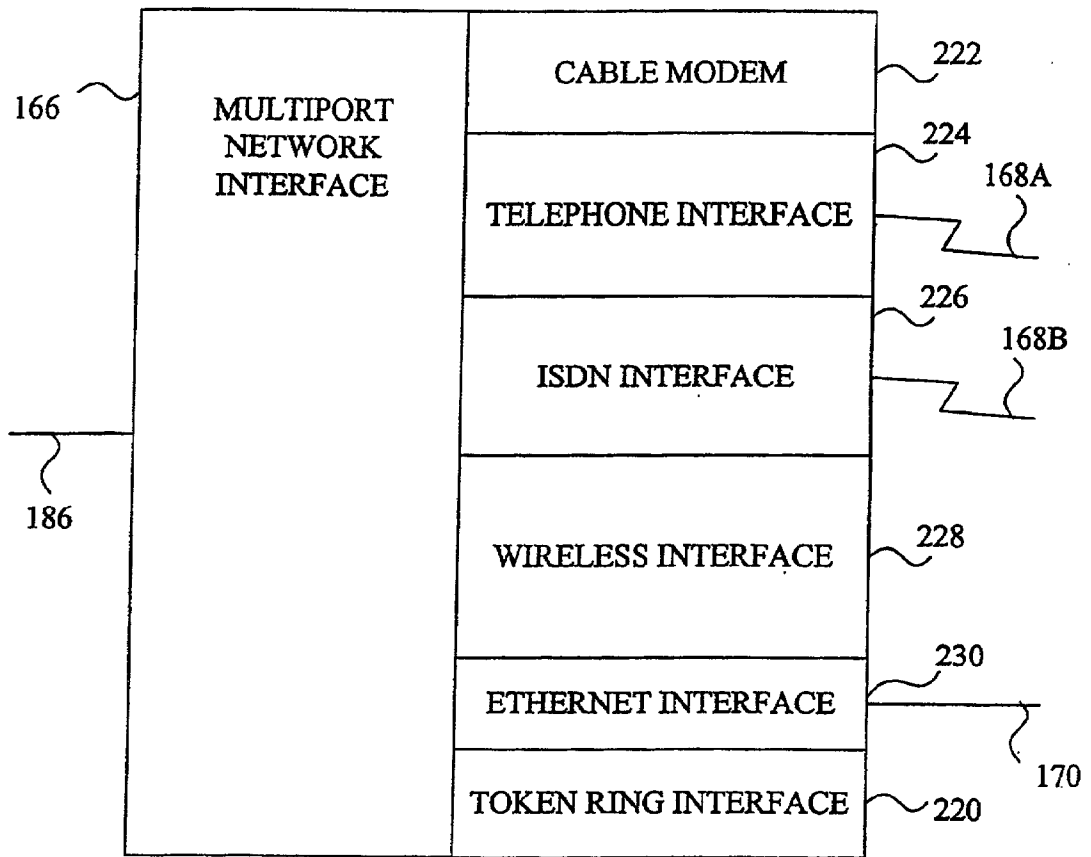 166
MULTIPORT
NETWORK
INTERFACE
CABLE MODEM
222
224
TELEPHONE INTERFACE
168A
226
ISDN INTERFACE
168B
186
WIRELESS INTERFACE
228
230
ETHERNET INTERFACE
170
TOKEN RING INTERFACE
220